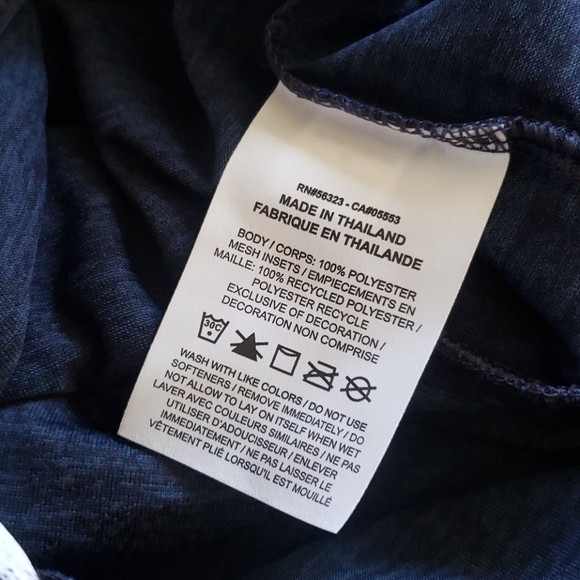 RN#56323 - CA#05553
MADE IN THAILAND
FABRIQUE EN THAILANDE
BODY / CORPS: 100% POLYESTER
MESH INSETS / EMPIECEMENTS EN
MAILLE: 100% RECYCLED POLYESTER /
POLYESTER RECYCLE
EXCLUSIVE OF DECORATION /
DECORATION NON COMPRISE
30C
WASH WITH LIKE COLORS / DO NOT USE
SOFTENERS / REMOVE IMMEDIATELY / DO
NOT ALLOW TO LAY ON ITSELF WHEN WET
LAVER AVEC COULEURS SIMILAIRES / NE PAS
UTILISER D'ADOUCISSEUR / ENLEVER
IMMEDIATEMENT / NE PAS LAISSER LE
VÊTEMENT PLIÉ LORSQU'IL EST MOUILLÉ